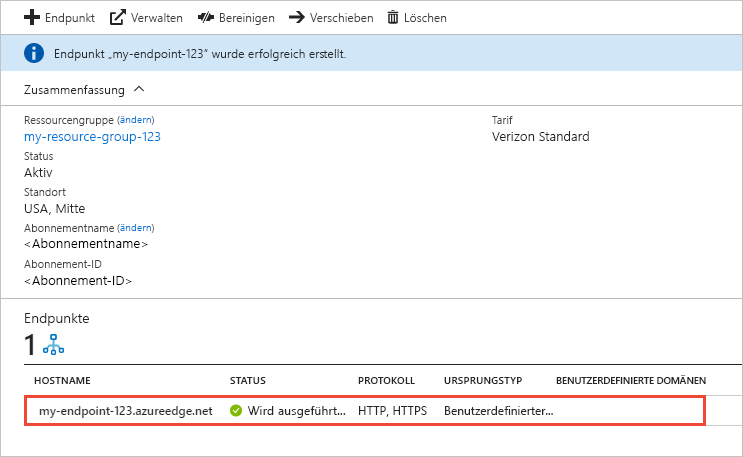 Endpunkt Verwalten Bereinigen Verschieben Löschen
Endpunkt „my-endpoint-123“ wurde erfolgreich erstellt.
Zusammenfassung
Ressourcengruppe (ändern)
my-resource-group-123
Status
Aktiv
Standort
USA, Mitte
Abonnementname (ändern)
<Abonnementname>
Abonnement-ID
<Abonnement-ID>
Tarif
Verizon Standard
Endpunkte
1
HOSTNAME STATUS PROTOKOLL URSPRUNGSTYP BENUTZERDEFINIERTE DOMÄNEN
my-endpoint-123.azureedge.net Wird ausgeführt... HTTP, HTTPS Benutzerdefinierter...